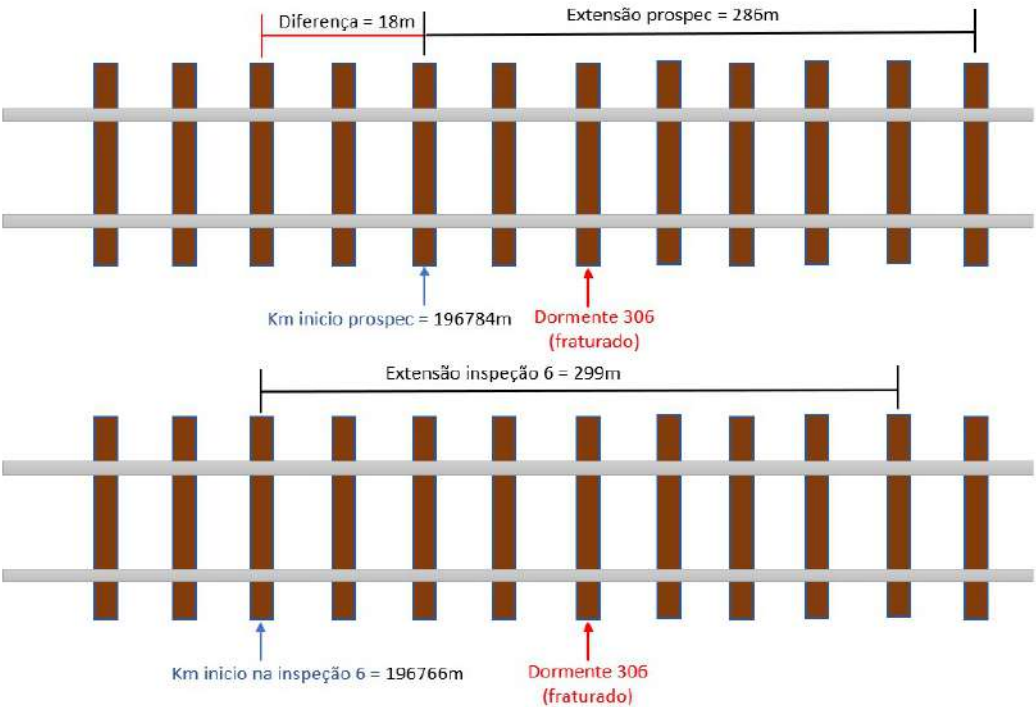 Diferença = 18m
Extensão prospec = 286m
Km inicio prospec = 196784m
Dormente 306
(fraturado)
Extensão inspeção 6 = 299m
Km inicio na inspeção 6 = 196766m
Dormente 306
(fraturado)